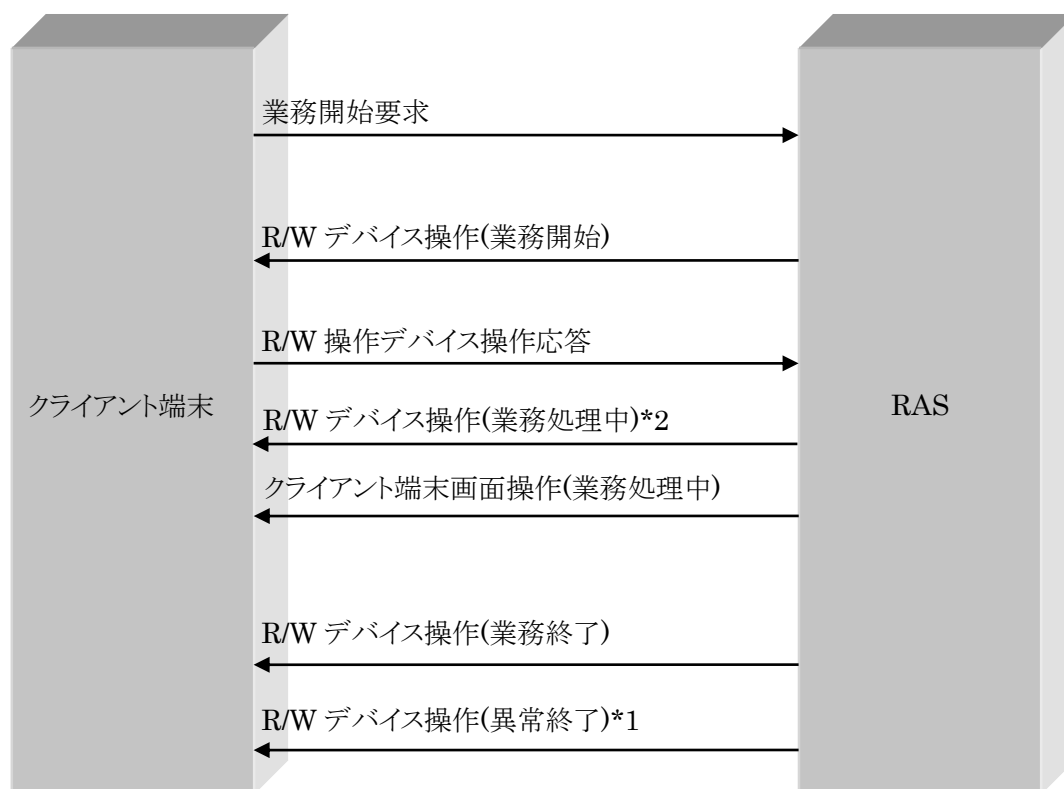 業務開始要求
R/W デバイス操作(業務開始)
R/W 操作デバイス操作応答
クライアント端末
R/W デバイス操作(業務処理中)*2
RAS
クライアント端末画面操作(業務処理中)
R/W デバイス操作(業務終了)
R/W デバイス操作(異常終了)*1